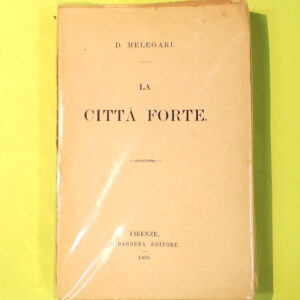 D. MELEGARI.
LA
CITTÀ FORTE.
FIRENZE,
BARBÈRA, EDITORE.